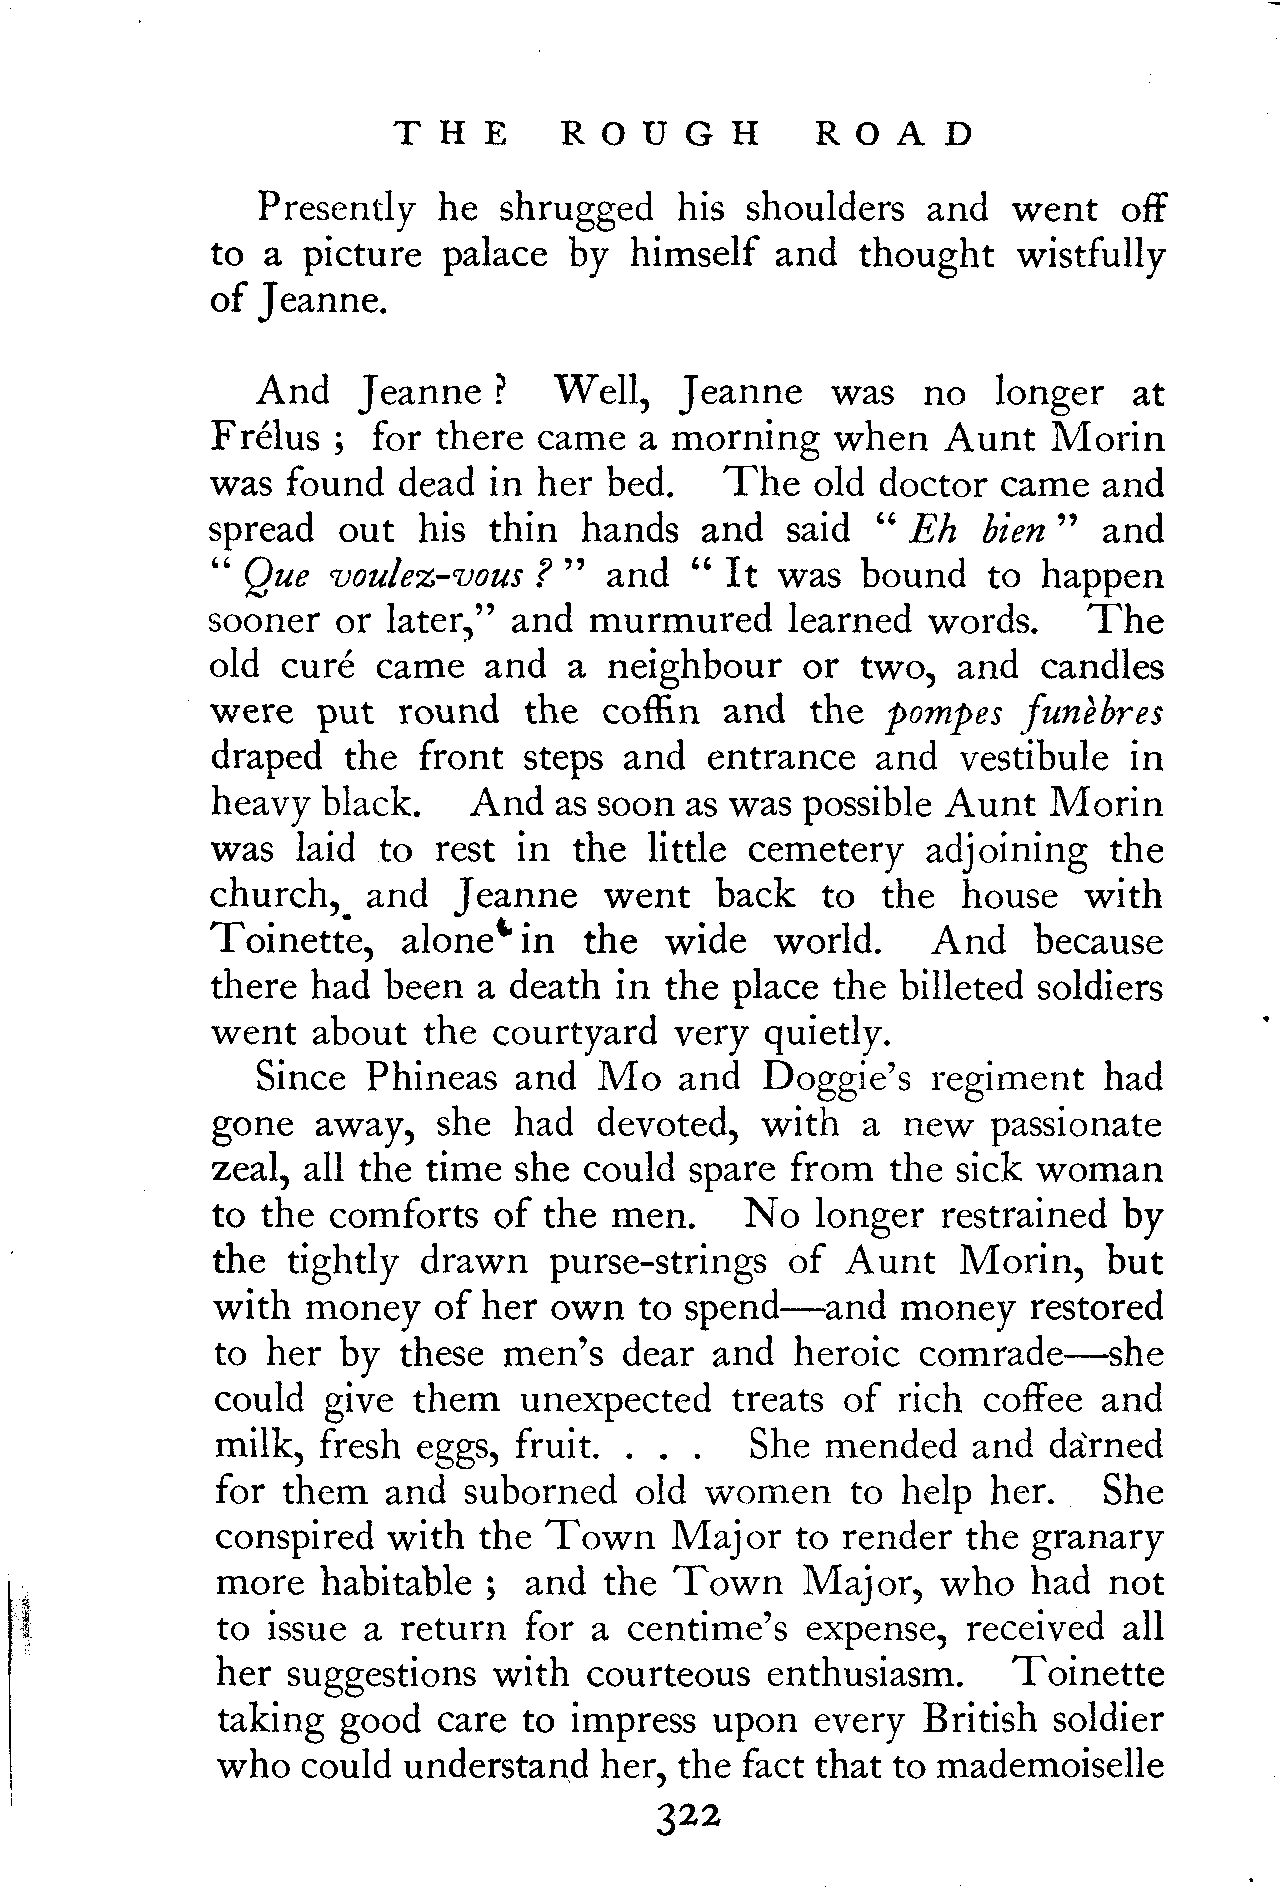 THE ROUGH ROAD
Presently he shrugged his shoulders and went off
to a picture palace by himself and thought wistfully
of Jeanne.
And Jeanne ? Well, Jeanne was no longer at
Frélus ; for there came a morning when Aunt Morin
was found dead in her bed. The old doctor came and
spread out his thin hands and said “ Eh bien ” and
“ Que voulez-vous ? ” and “ It was bound to happen
sooner or later,” and murmured learned words. The
old curé came and a neighbour or two, and candles
were put round the coffin and the pompes funèbres
draped the front steps and entrance and vestibule in
heavy black. And as soon as was possible Aunt Morin
was laid to rest in the little cemetery adjoining the
church, and Jeanne went back to the house with
Toinette, alone in the wide world. And because
there had been a death in the place the billeted soldiers
went about the courtyard very quietly.
Since Phineas and Mo and Doggie’s regiment had
gone away, she had devoted, with a new passionate
zeal, all the time she could spare from the sick woman
to the comforts of the men. No longer restrained by
the tightly drawn purse-strings of Aunt Morin, but
with money of her own to spend—and money restored
to her by these men’s dear and heroic comrade—she
could give them unexpected treats of rich coffee and
milk, fresh eggs, fruit. . . . She mended and darned
for them and suborned old women to help her. She
conspired with the Town Major to render the granary
more habitable ; and the Town Major, who had not
to issue a return for a centime’s expense, received all
her suggestions with courteous enthusiasm. Toinette
taking good care to impress upon every British soldier
who could understand her, the fact that to mademoiselle
322